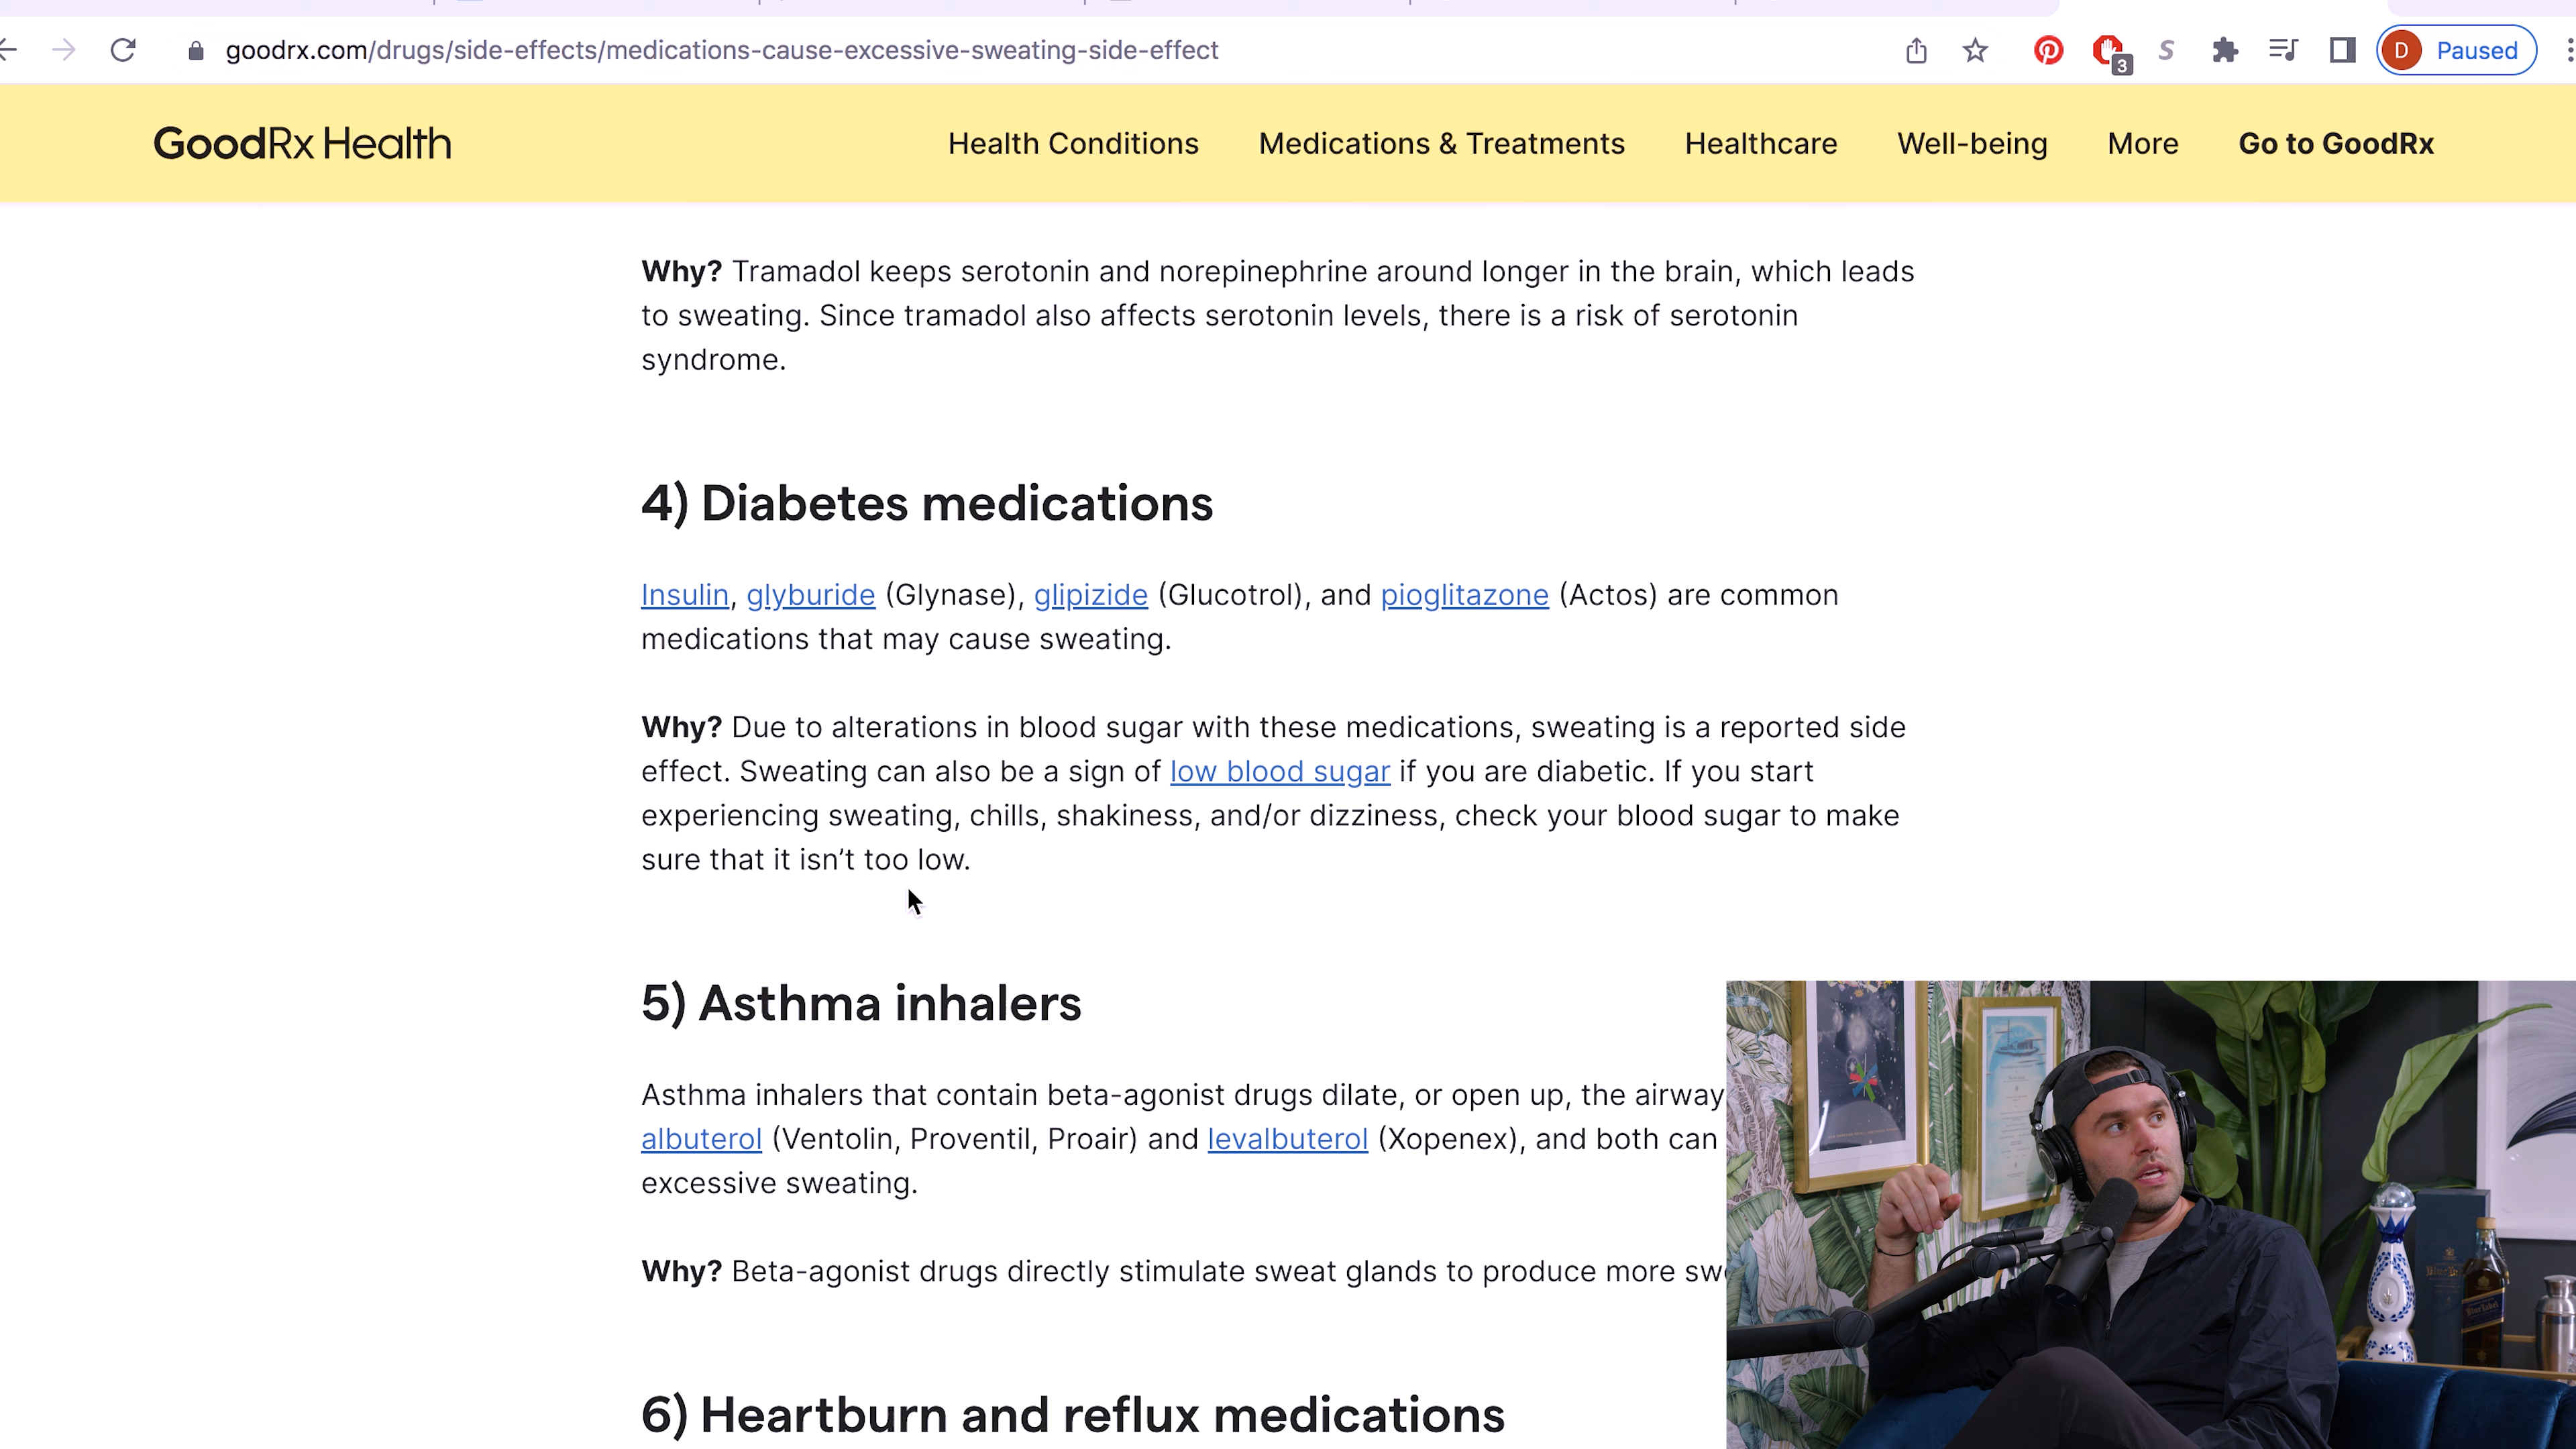 goodrx.com/drugs/side-effects/medications-cause-excessive-sweating-side-effect
3
S
D
Paused
GoodRx Health
Health Conditions
Medications & Treatments
Healthcare
Well-being
More
Go to GoodRx
Why? Tramadol keeps serotonin and norepinephrine around longer in the brain, which leads
to sweating. Since tramadol also affects serotonin levels, there is a risk of serotonin
syndrome.
4) Diabetes medications
Insulin, glyburide (Glynase), glipizide (Glucotrol), and pioglitazone (Actos) are common
medications that may cause sweating.
Why? Due to alterations in blood sugar with these medications, sweating is a reported side
effect. Sweating can also be a sign of low blood sugar if you are diabetic. If you start
experiencing sweating, chills, shakiness, and/or dizziness, check your blood sugar to make
sure that it isn’t too low.
5) Asthma inhalers
Asthma inhalers that contain beta-agonist drugs dilate, or open up, the airway
albuterol (Ventolin, Proventil, Proair) and levalbuterol (Xopenex), and both can
excessive sweating.
Why? Beta-agonist drugs directly stimulate sweat glands to produce more
6) Heartburn and reflux medications